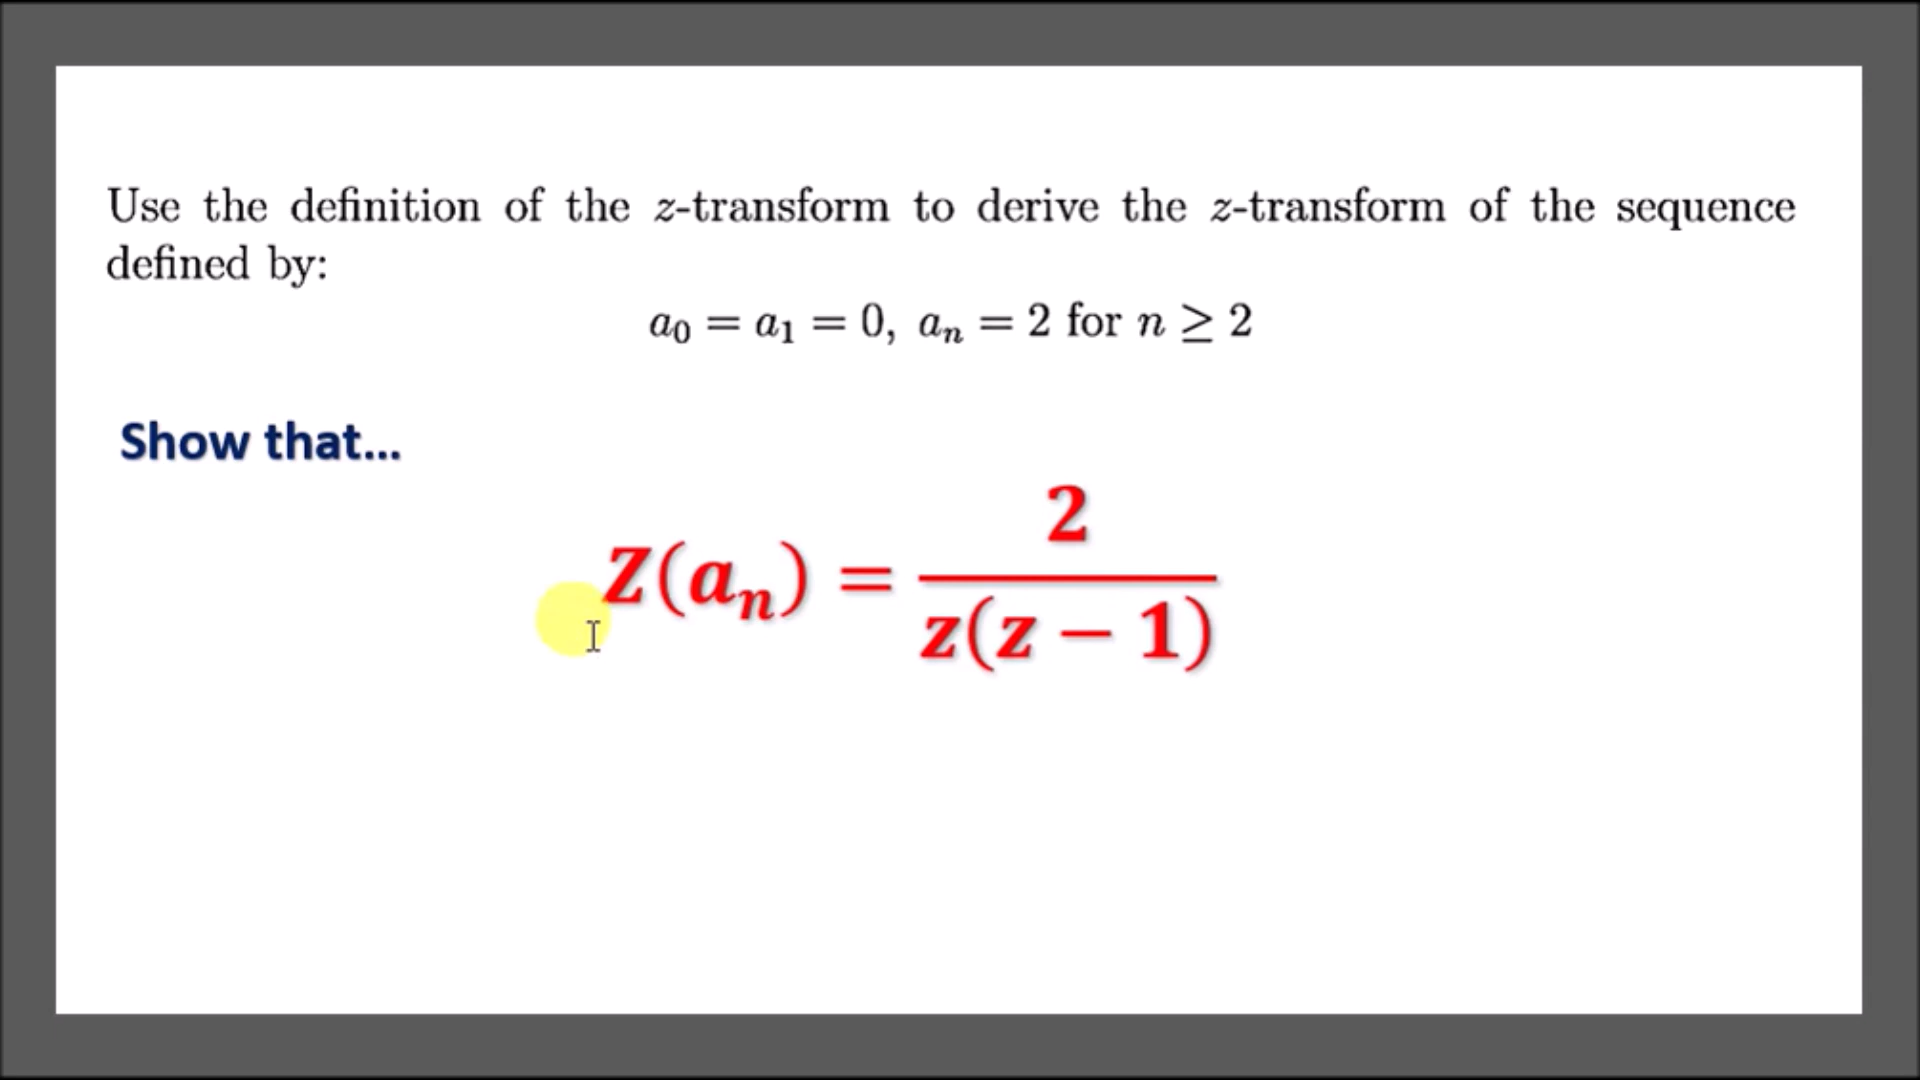 Use the definition of the z-transform to derive the z-transform of the sequence
defined by:
a₀ = a₁ = 0, aₙ = 2 for n ≥ 2
Show that...
Z(aₙ) = 2 / z(z − 1)